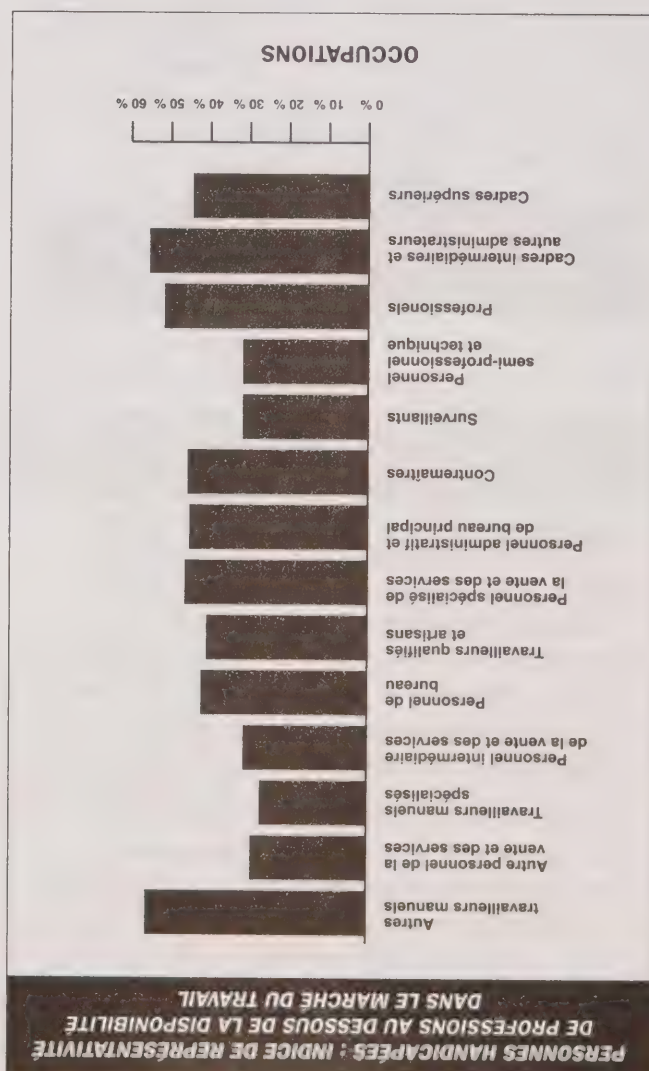 PERSONNES HANDICAPÉES : INDICE DE REPRÉSENTATIVITÉ
DE PROFESSIONS AU DESSOUS DE LA DISPONIBILITÉ
DANS LE MARCHÉ DU TRAVAIL
Autres
travailleurs manuels
Autre personnel de la
vente et des services
Travailleurs manuels
spécialisés
Personnel intermédiaire
de la vente et des services
Personnel de
bureau
Travailleurs qualifiés
et artisans
Personnel spécialisé de
la vente et des services
Personnel administratif et
de bureau principal
Contremaîtres
Surveillants
Personnel
semi-professionnel
et technique
Professionels
Cadres intermédiaires et
autres administrateurs
Cadres supérieurs
0 % 10 % 20 % 30 % 40 % 50 % 60 %
OCCUPATIONS